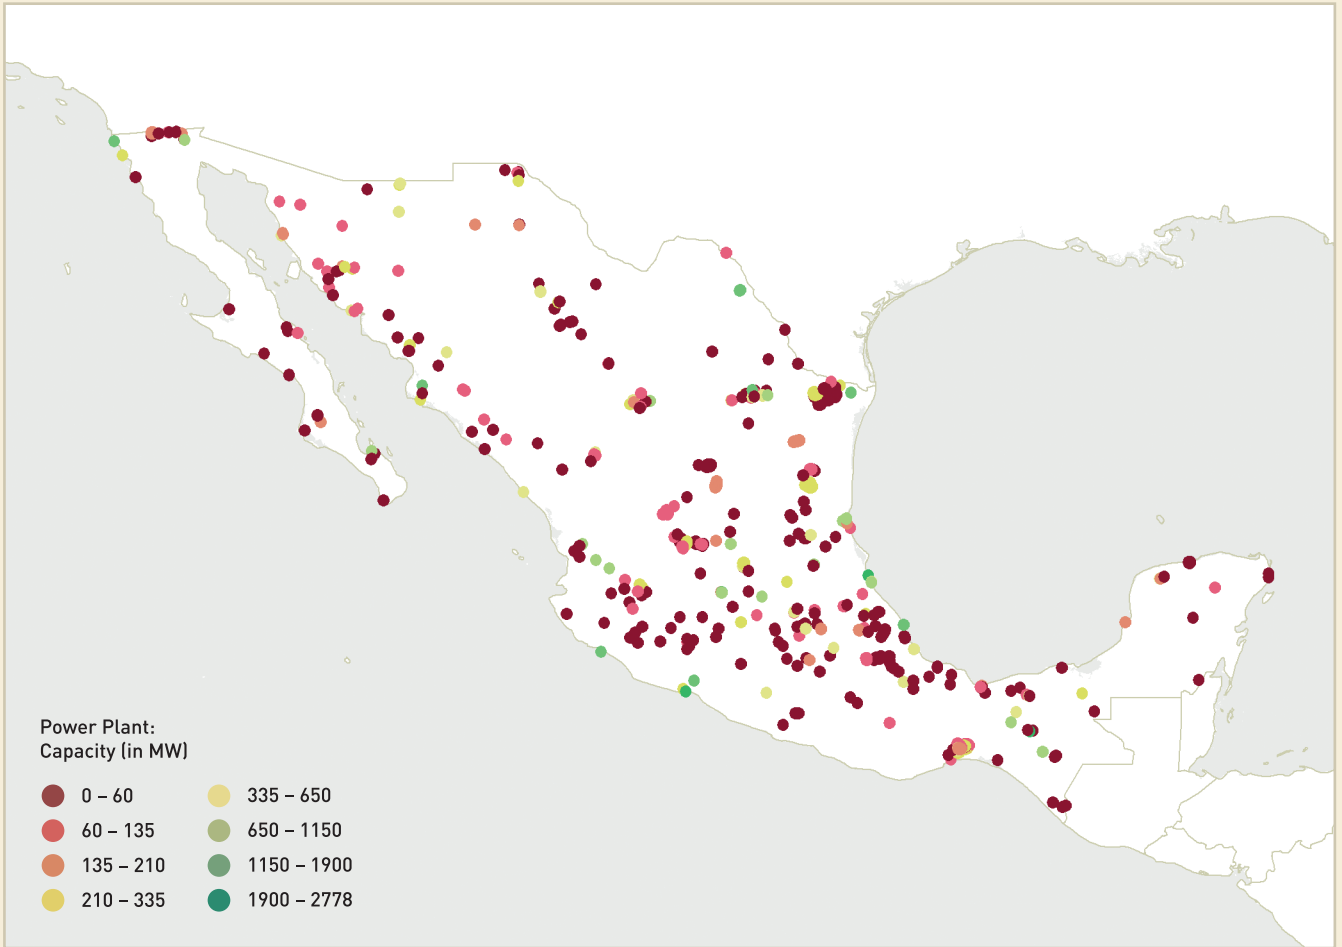 Power Plant:
Capacity (in MW)
0 – 60
60 – 135
135 – 210
210 – 335
335 – 650
650 – 1150
1150 – 1900
1900 – 2778